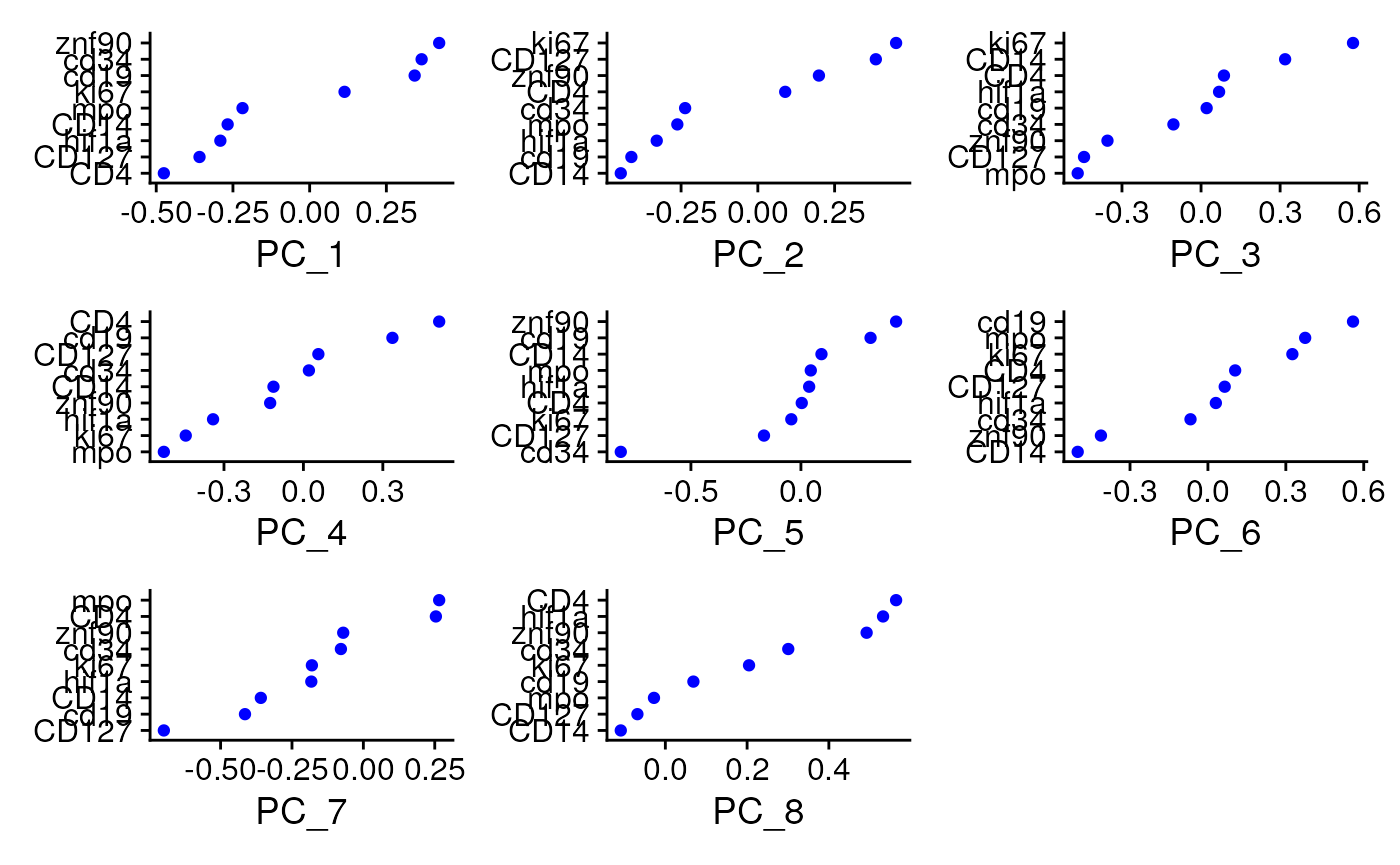 znf90
cd34
cd19
ki67
mpo
CD14
hif1a
CD127
CD4
-0.50 -0.25 0.00 0.25
PC_1
ki67
CD127
znf90
CD4
cd34
mpo
hif1a
cd19
CD14
-0.25 0.00 0.25
PC_2
ki67
CD14
CD4
hif1a
cd19
cd34
znf90
CD127
mpo
-0.3 0.0 0.3 0.6
PC_3
CD4
cd19
CD127
cd34
CD14
znf90
hif1a
ki67
mpo
-0.3 0.0 0.3
PC_4
znf90
cd19
CD14
mpo
hif1a
CD4
ki67
CD127
cd34
-0.5 0.0
PC_5
cd19
mpo
ki67
CD4
CD127
hif1a
cd34
znf90
CD14
-0.3 0.0 0.3 0.6
PC_6
mpo
CD4
znf90
cd34
ki67
hif1a
CD14
cd19
CD127
-0.50 -0.25 0.00 0.25
PC_7
CD4
hif1a
znf90
cd34
ki67
cd19
mpo
CD127
CD14
0.0 0.2 0.4
PC_8